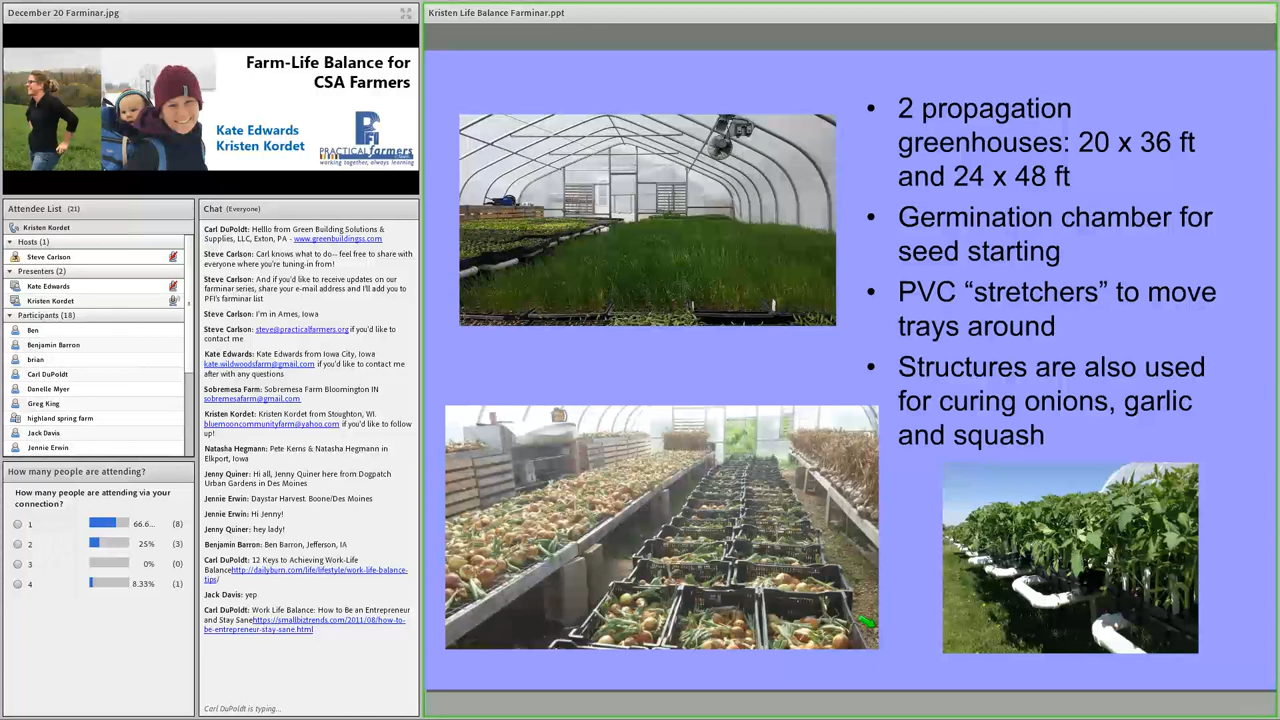 December 20 Farminar.jpg
Farm-Life Balance for
CSA Farmers
Kate Edwards
Kristen Kordet
PRACTICAL farmers
working together, always learning
Attendee List (21)
Kristen Kordet
Hosts (1)
Steve Carlson
Presenters (2)
Kate Edwards
Kristen Kordet
Participants (18)
Ben
Benjamin Barron
brian
Carl DuPoldt
Danelle Myer
Greg King
highland spring farm
Jack Davis
Jennie Erwin
How many people are attending?
How many people are attending via your
connection?
1 66.6... (8)
2 25% (3)
3 0% (0)
4 8.33% (1)
Chat (Everyone)
Carl DuPoldt: Helllo from Green Building Solutions &
Supplies, LLC, Exton, PA - www.greenbuildingss.com
Steve Carlson: Carl knows what to do-- feel free to share with
everyone where you're tuning-in from!
Steve Carlson: And if you'd like to receive updates on our
farminar series, share your e-mail address and I'll add you to
PFI's farminar list
Steve Carlson: I'm in Ames, Iowa
Steve Carlson: steve@practicalfarmers.org if you'd like to
contact me
Kate Edwards: Kate Edwards from Iowa City, Iowa
kate.wildwoodsfarm@gmail.com if you'd like to contact me
after with any questions
Sobremesa Farm: Sobremesa Farm Bloomington IN
sobremesafarm@gmail.com
Kristen Kordet: Kristen Kordet from Stoughton, WI.
bluemooncommunityfarm@yahoo.com if you'd like to follow
up!
Natasha Hegmann: Pete Kerns & Natasha Hegmann in
Elkport, Iowa
Jenny Quiner: Hi all, Jenny Quiner here from Dogpatch
Urban Gardens in Des Moines
Jennie Erwin: Daystar Harvest. Boone/Des Moines
Jennie Erwin: Hi Jenny!
Jenny Quiner: hey lady!
Benjamin Barron: Ben Barron, Jefferson, IA
Carl DuPoldt: 12 Keys to Achieving Work-Life
Balancehttp://dailyburn.com/life/lifestyle/work-life-balance-
tips/
Jack Davis: yep
Carl DuPoldt: Work Life Balance: How to Be an Entrepreneur
and Stay Sanehttps://smallbiztrends.com/2011/08/how-to-
be-entrepreneur-stay-sane.html
Carl DuPoldt is typing...
Kristen Life Balance Farminar.ppt
• 2 propagation
greenhouses: 20 x 36 ft
and 24 x 48 ft
• Germination chamber for
seed starting
• PVC “stretchers” to move
trays around
• Structures are also used
for curing onions, garlic
and squash